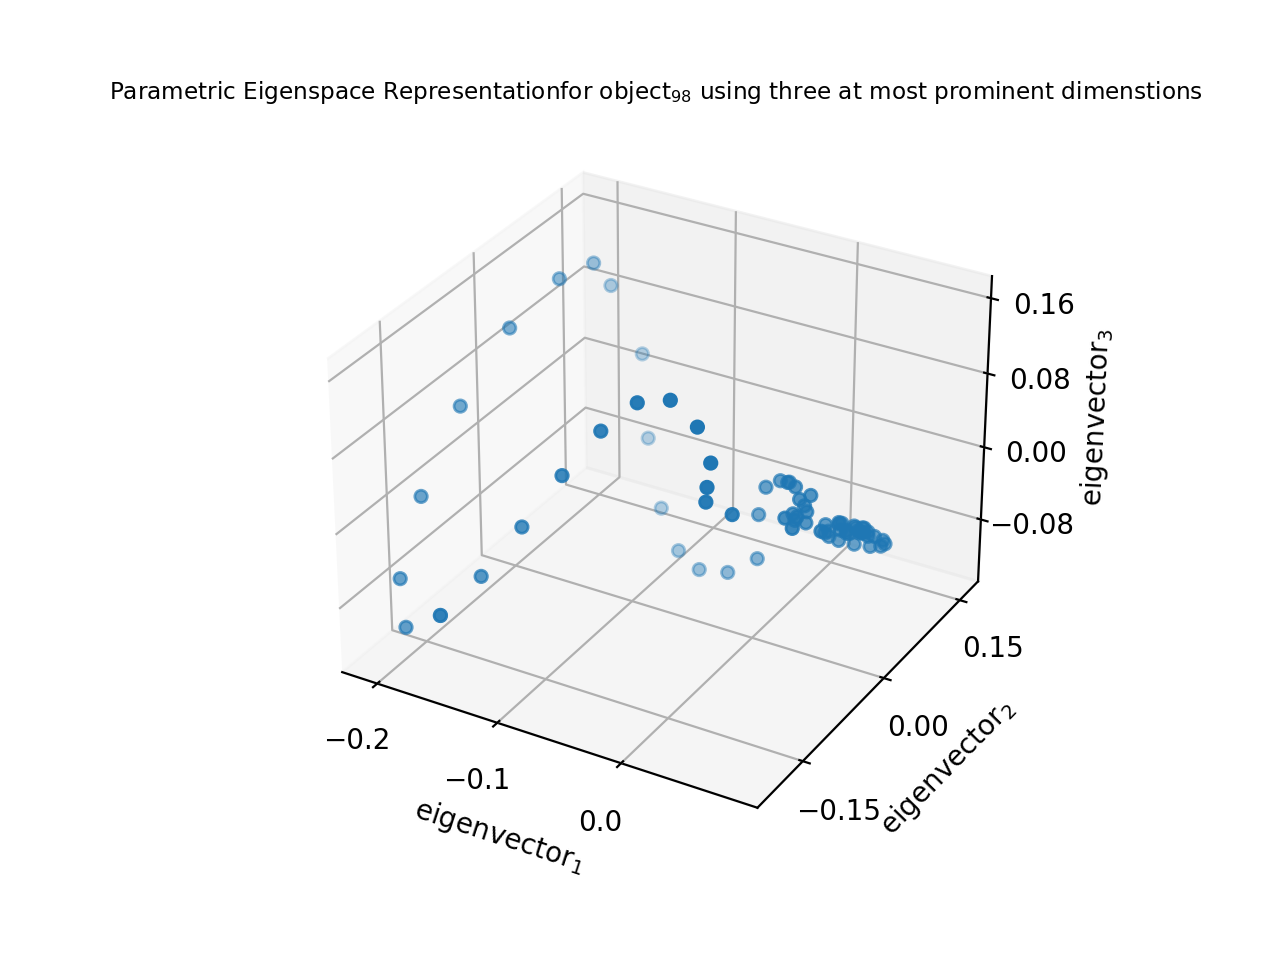 Parametric Eigenspace Representationfor object₉₈ using three at most prominent dimenstions
0.16
0.08
0.00
−0.08
eigenvector₃
0.15
0.00
−0.15
eigenvector₂
−0.2
−0.1
0.0
eigenvector₁